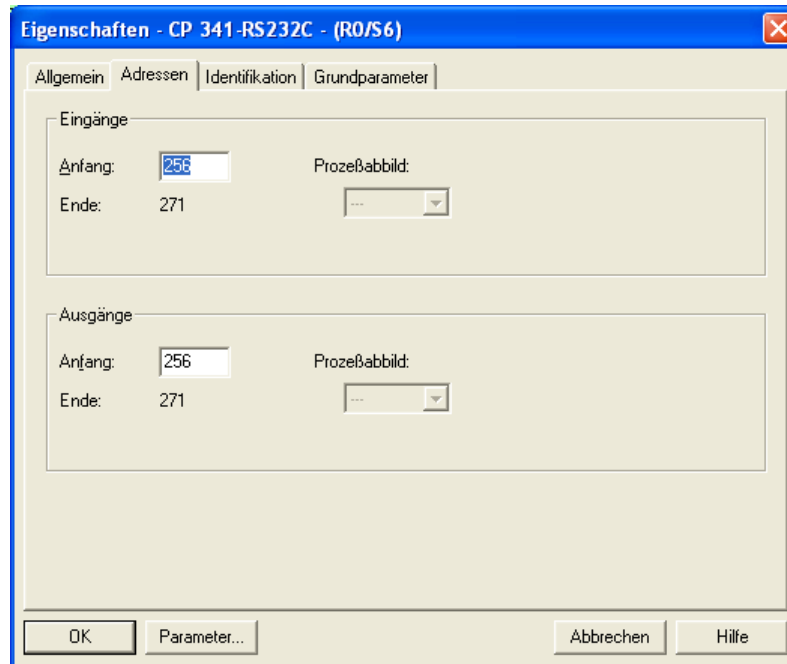 Eigenschaften - CP 341-RS232C - (R0/S6)
Allgemein Adressen Identifikation Grundparameter
Eingänge
Anfang: 256 Prozeßabbild:
Ende: 271 ---
Ausgänge
Anfang: 256 Prozeßabbild:
Ende: 271 ---
OK Parameter... Abbrechen Hilfe